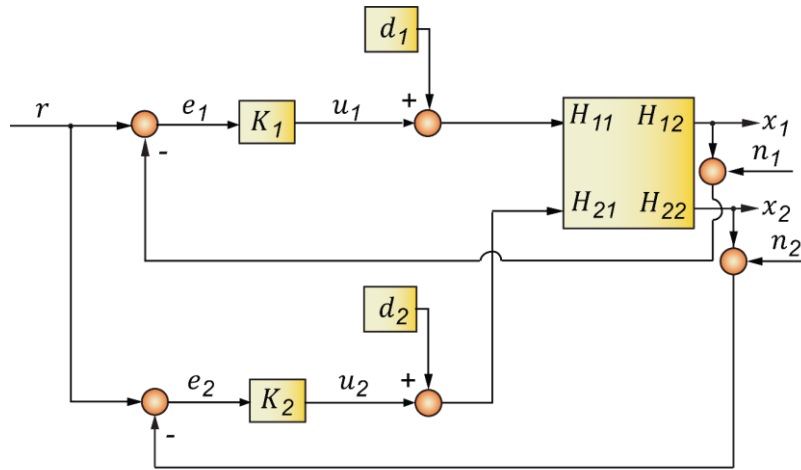 d₁
r
e₁
K₁
u₁
+
H₁₁ H₁₂
x₁
-
n₁
H₂₁ H₂₂
x₂
n₂
d₂
e₂
K₂
u₂
+
-